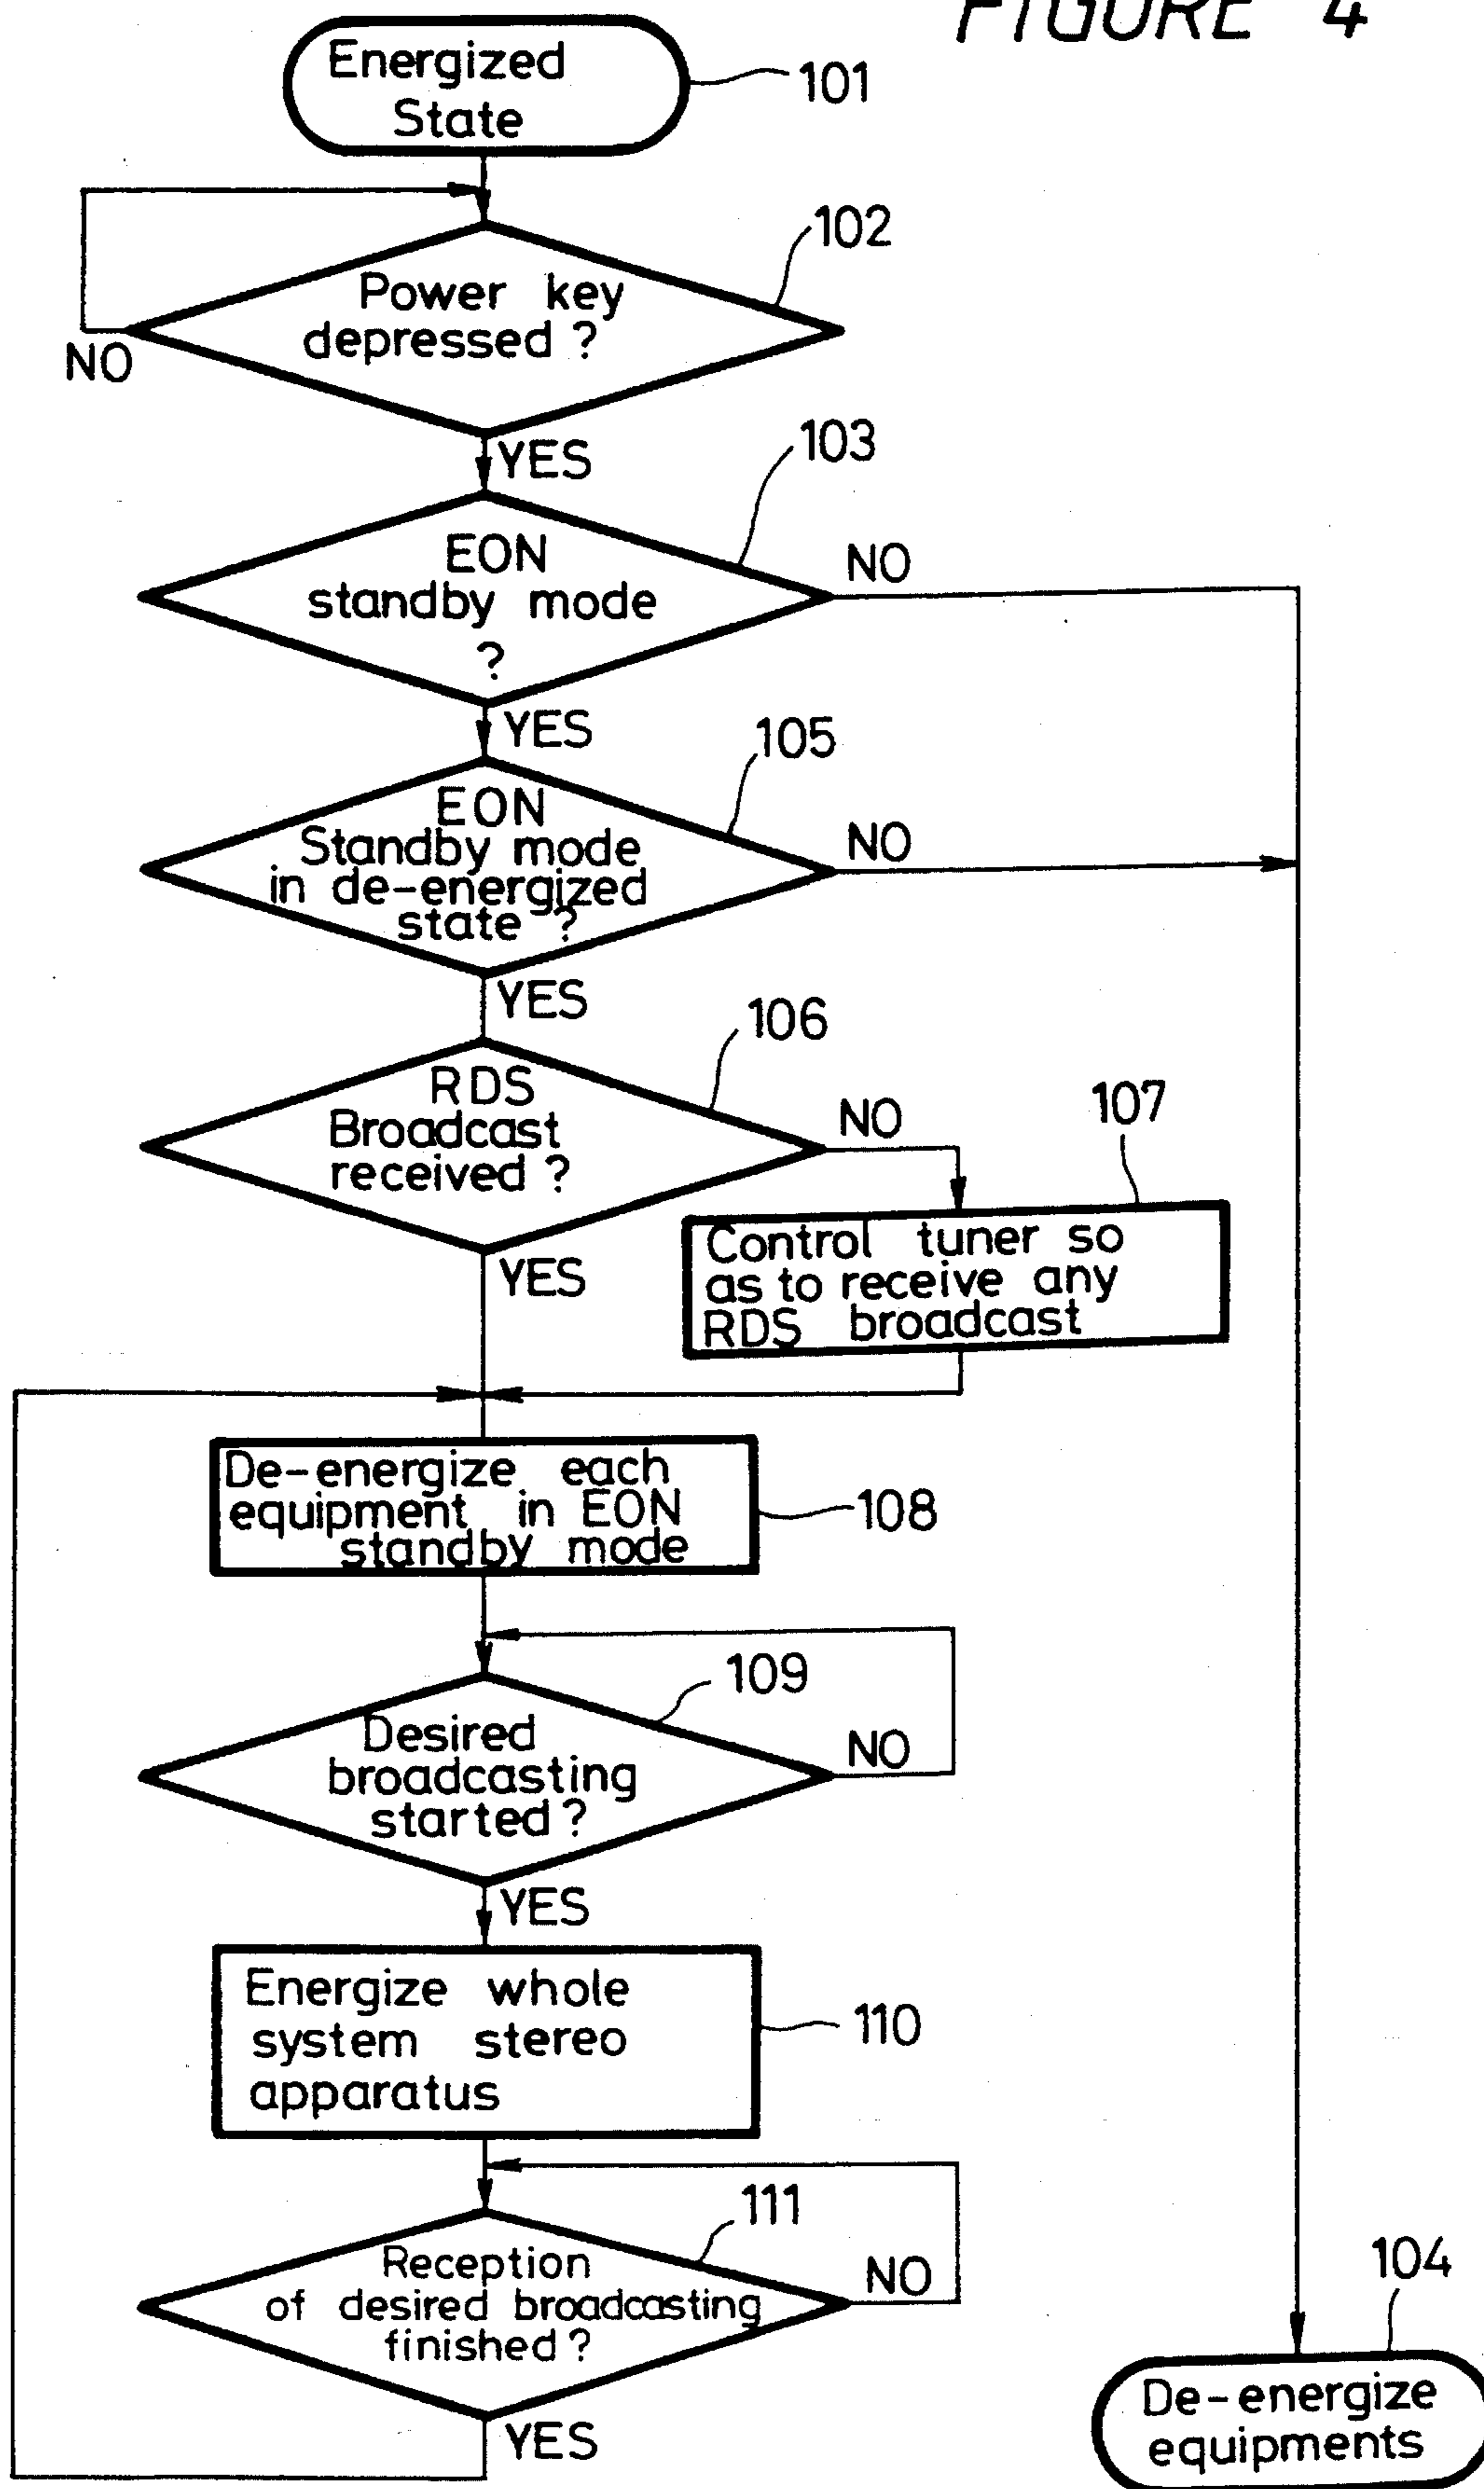 FIGURE 4
Energized
State
101
102
Power key
depressed ?
NO
YES
103
EON
standby mode
?
NO
YES
105
EON
Standby mode
in de-energized
state ?
NO
YES
106
RDS
Broadcast
received ?
NO
107
Control tuner so
as to receive any
RDS broadcast
YES
De-energize each
equipment in EON
standby mode
108
109
Desired
broadcasting
started ?
NO
YES
Energize whole
system stereo
apparatus
110
111
Reception
of desired broadcasting
finished ?
NO
YES
104
De-energize
equipments